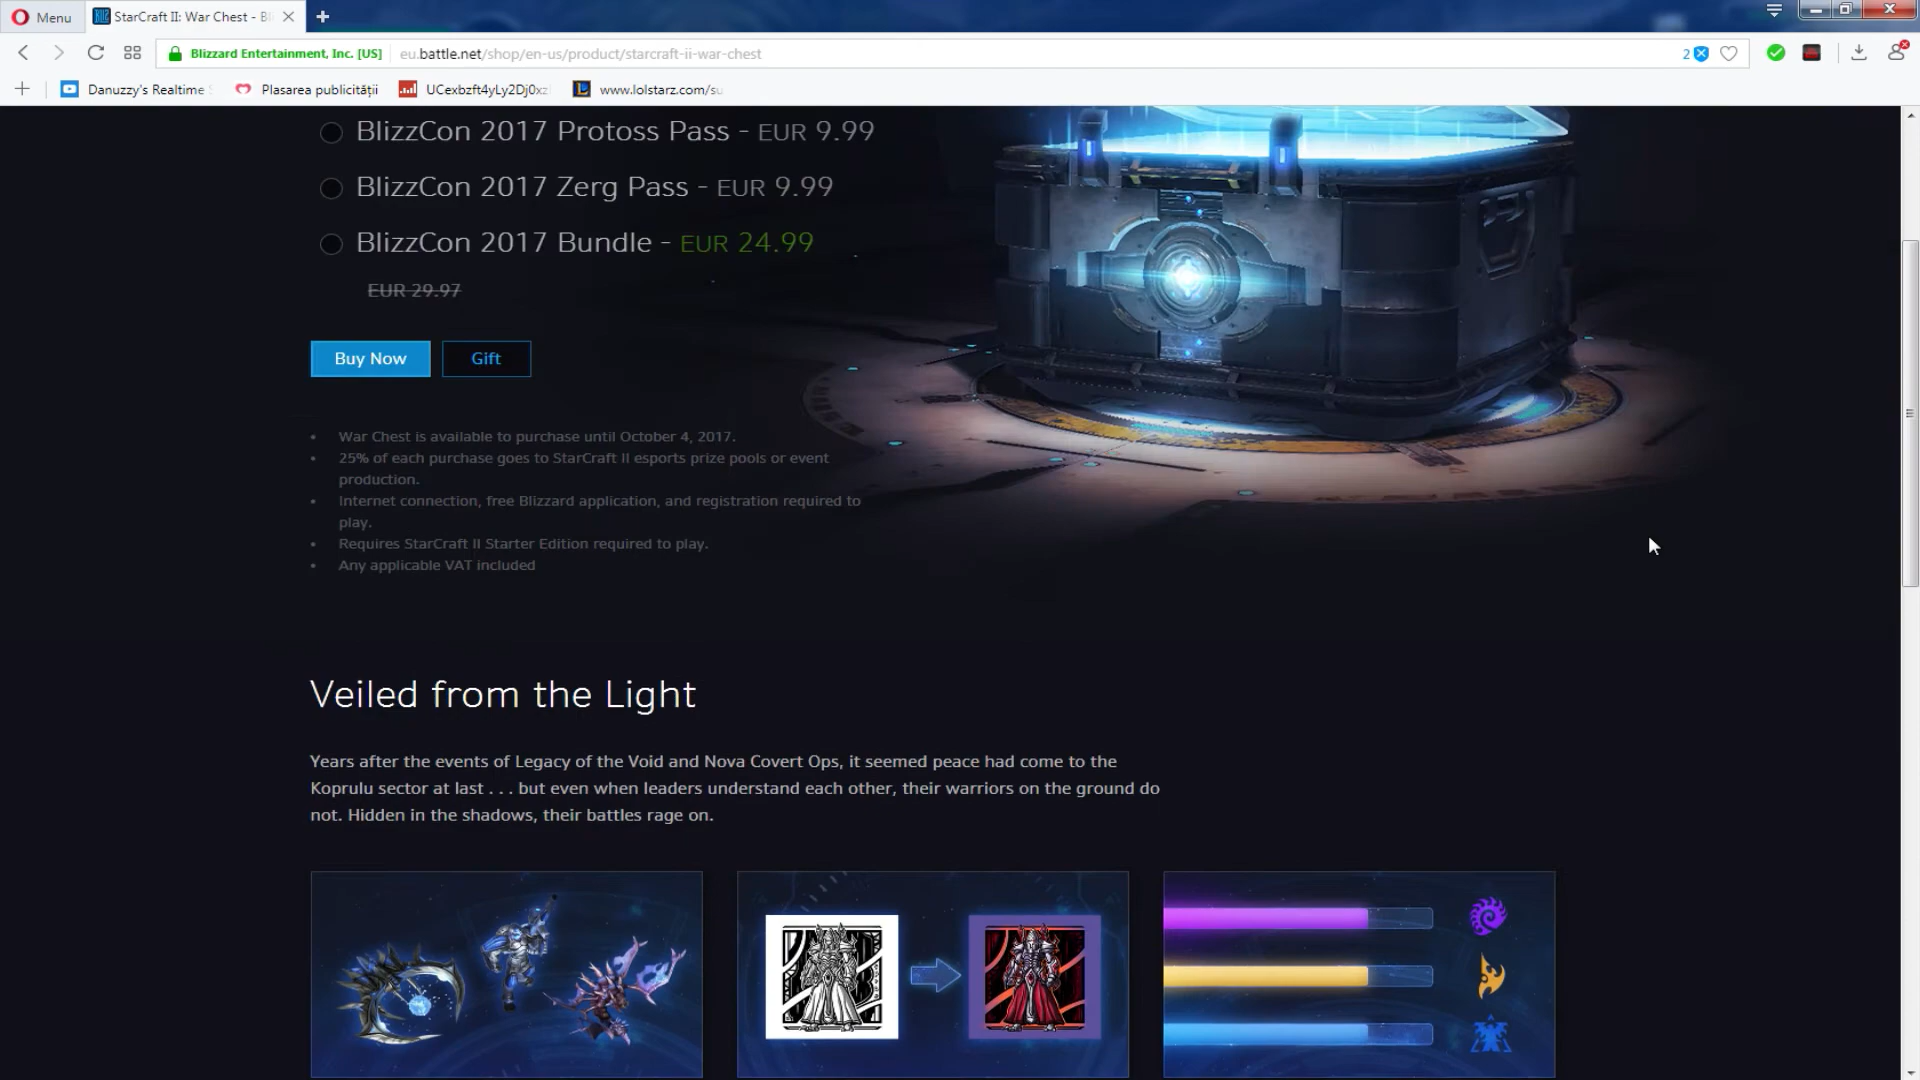 Menu
StarCraft II: War Chest - Bl
Blizzard Entertainment, Inc. [US]
eu.battle.net/shop/en-us/product/starcraft-ii-war-chest
2
Danuzzy's Realtime
Plasarea publicității
UCexbzft4yLy2Dj0xz
www.lolstarz.com/su
BlizzCon 2017 Protoss Pass - EUR 9.99
BlizzCon 2017 Zerg Pass - EUR 9.99
BlizzCon 2017 Bundle - EUR 24.99
EUR 29.97
Buy Now
Gift
• War Chest is available to purchase until October 4, 2017.
• 25% of each purchase goes to StarCraft II esports prize pools or event
production.
• Internet connection, free Blizzard application, and registration required to
play.
• Requires StarCraft II Starter Edition required to play.
• Any applicable VAT included
Veiled from the Light
Years after the events of Legacy of the Void and Nova Covert Ops, it seemed peace had come to the
Koprulu sector at last . . . but even when leaders understand each other, their warriors on the ground do
not. Hidden in the shadows, their battles rage on.